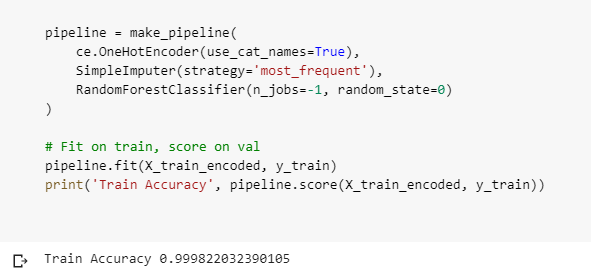 pipeline = make_pipeline(
    ce.OneHotEncoder(use_cat_names=True),
    SimpleImputer(strategy='most_frequent'),
    RandomForestClassifier(n_jobs=-1, random_state=0)
)
# Fit on train, score on val
pipeline.fit(X_train_encoded, y_train)
print('Train Accuracy', pipeline.score(X_train_encoded, y_train))
Train Accuracy 0.999822032390105